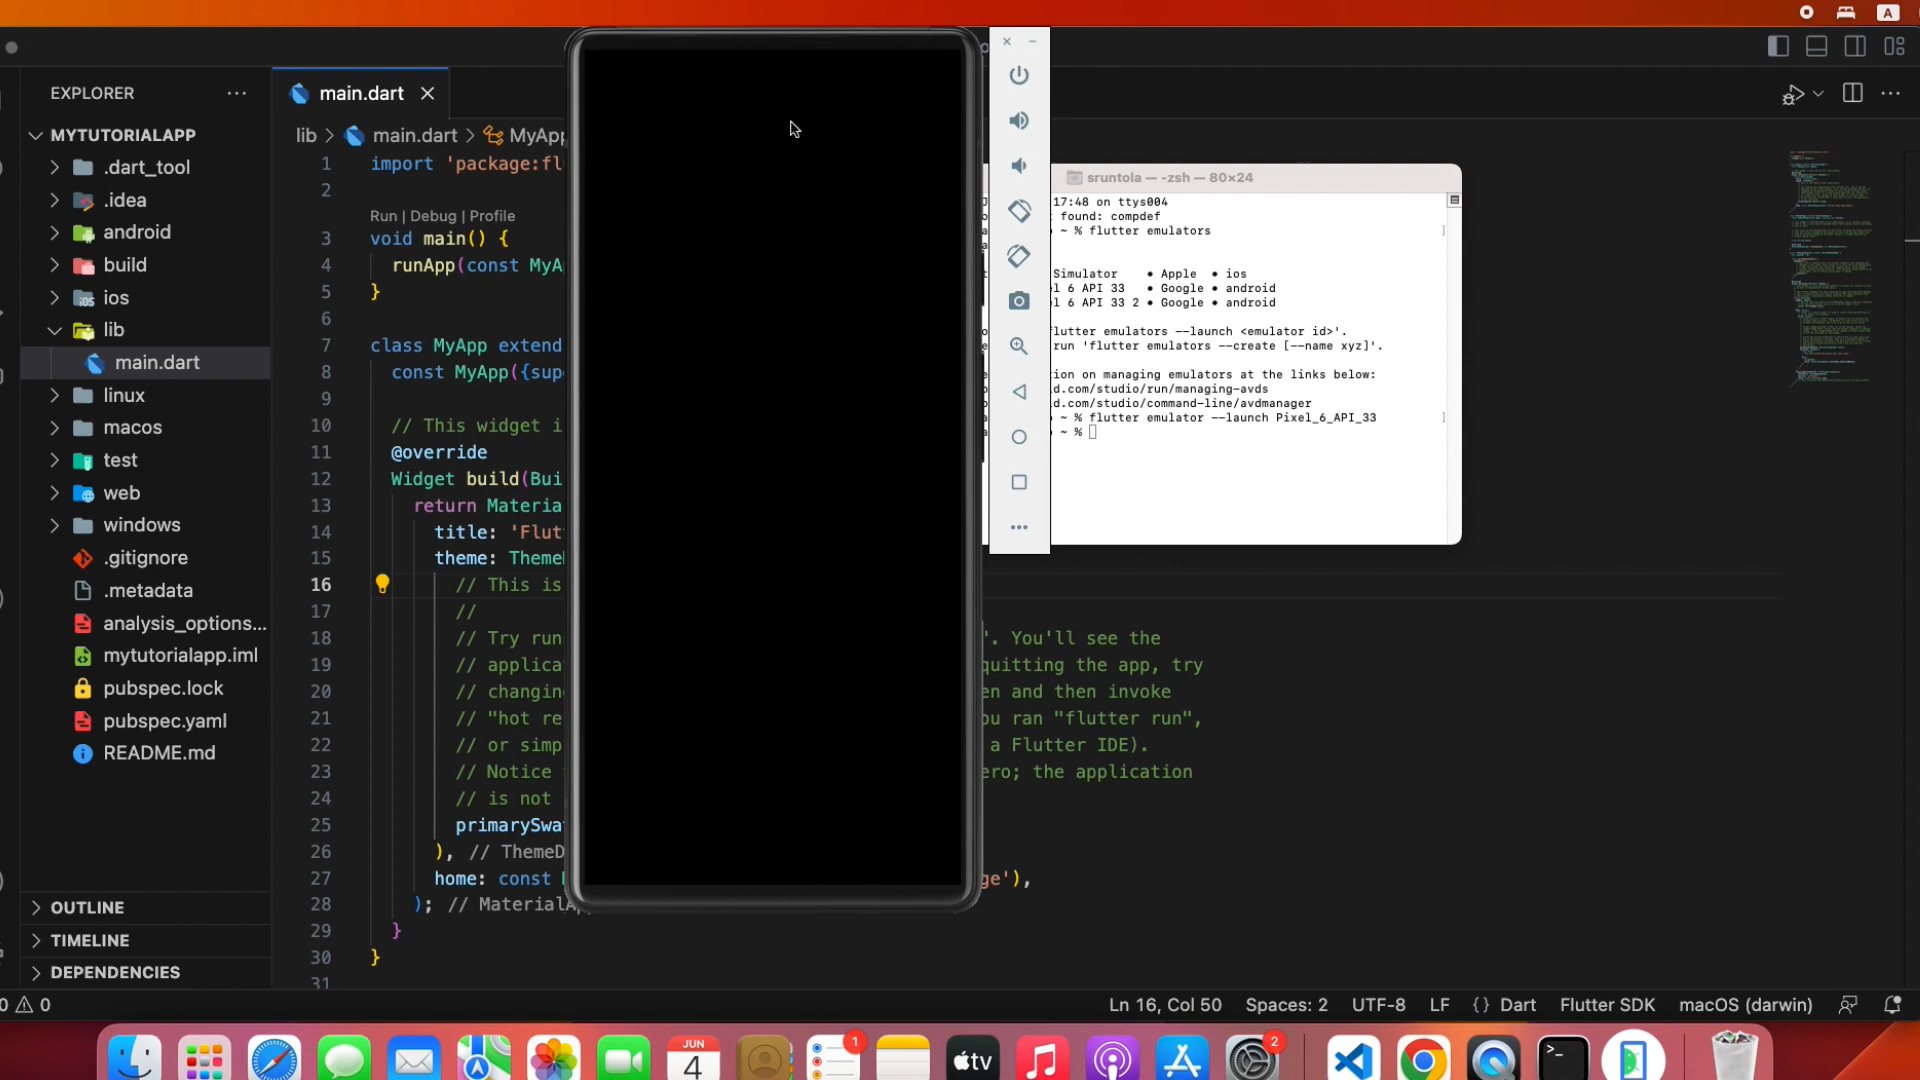 A
EXPLORER
MYTUTORIALAPP
.dart_tool
.idea
android
build
ios
lib
main.dart
linux
macos
test
web
windows
.gitignore
.metadata
analysis_options...
mytutorialapp.iml
pubspec.lock
pubspec.yaml
README.md
OUTLINE
TIMELINE
DEPENDENCIES
main.dart
lib > main.dart > MyApp
1 import 'package:fl
2
Run | Debug | Profile
3 void main() {
4 runApp(const MyA
5 }
6
7 class MyApp extend
8 const MyApp({sup
9
10 // This widget i
11 @override
12 Widget build(Bui
13 return Materia
14 title: 'Flut
15 theme: Theme
16 // This is
17 //
18 // Try run '. You'll see the
19 // applica quitting the app, try
20 // changin en and then invoke
21 // "hot re ou ran "flutter run",
22 // or simp a Flutter IDE).
23 // Notice ero; the application
24 // is not
25 primarySwa
26 ), // ThemeD
27 home: const ge'),
28 ); // MaterialA
29 }
30 }
31
sruntola — -zsh — 80×24
17:48 on ttys004
found: compdef
~ % flutter emulators
Simulator • Apple • ios
l 6 API 33 • Google • android
l 6 API 33 2 • Google • android
flutter emulators --launch <emulator id>'.
run 'flutter emulators --create [--name xyz]'.
ion on managing emulators at the links below:
d.com/studio/run/managing-avds
d.com/studio/command-line/avdmanager
~ % flutter emulator --launch Pixel_6_API_33
~ %
0 0
Ln 16, Col 50 Spaces: 2 UTF-8 LF {} Dart Flutter SDK macOS (darwin)
JUN
4
1
tv
2
>_